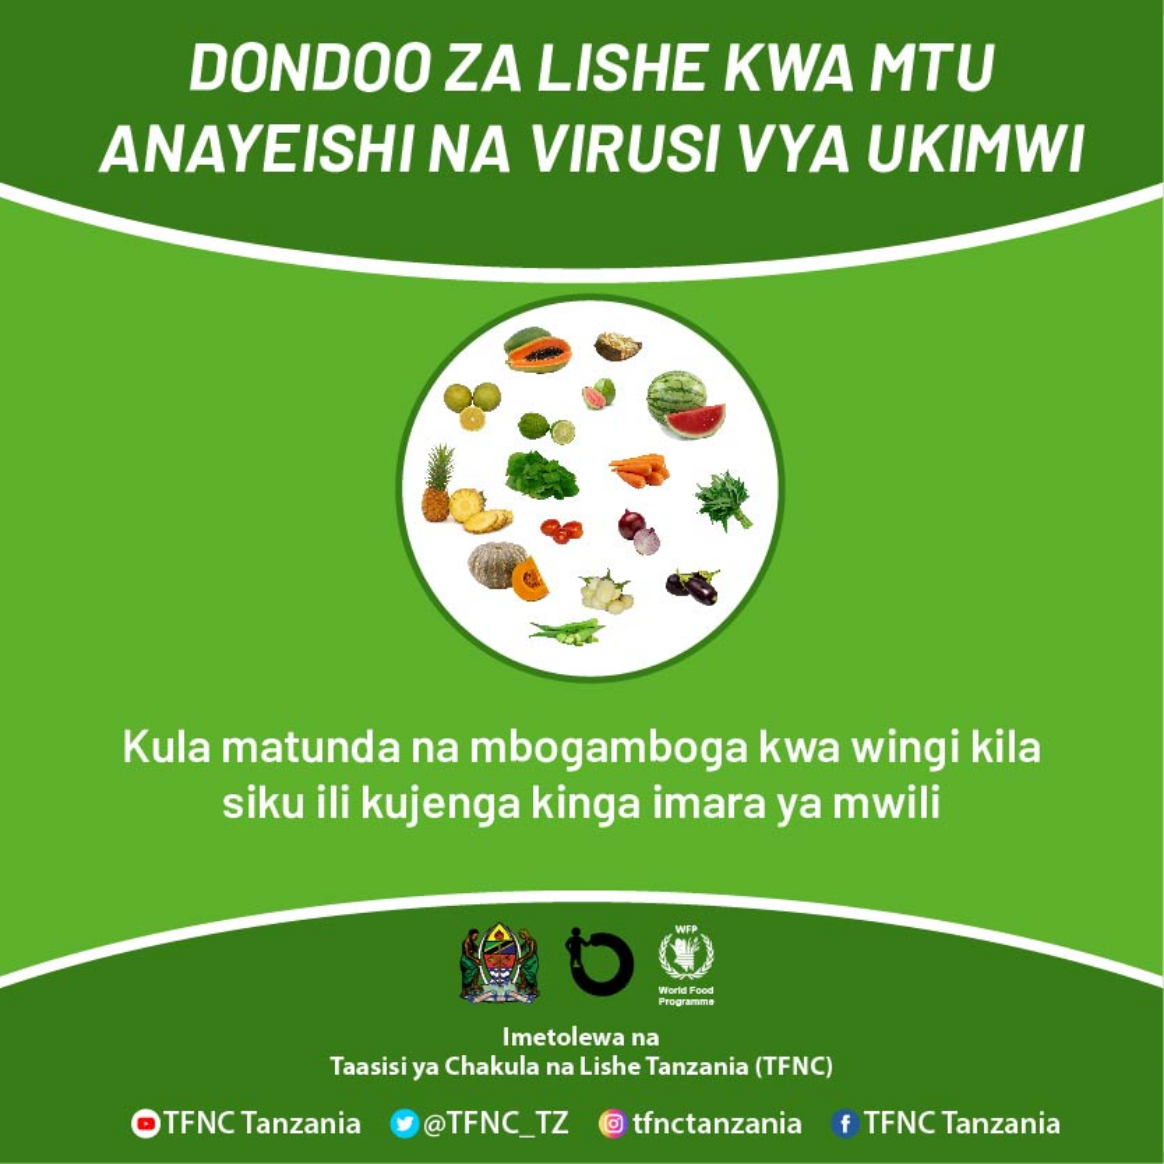 DONDOO ZA LISHE KWA MTU
ANAYEISHI NA VIRUSI VYA UKIMWI
Kula matunda na mbogamboga kwa wingi kila
siku ili kujenga kinga imara ya mwili
WFP
World Food
Programme
Imetolewa na
Taasisi ya Chakula na Lishe Tanzania (TFNC)
TFNC Tanzania @TFNC_TZ tfnctanzania TFNC Tanzania